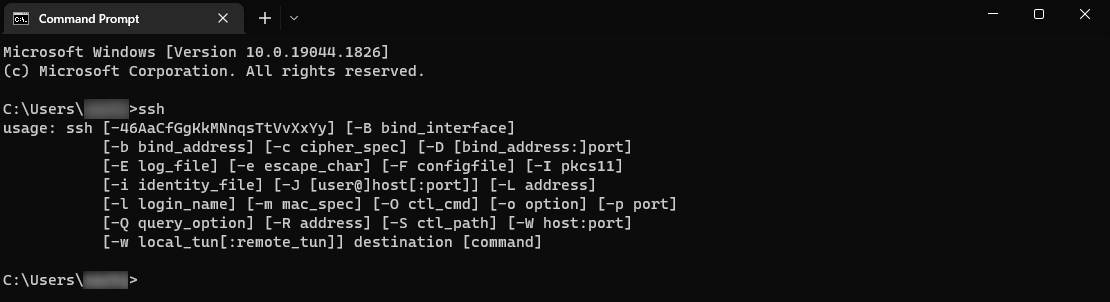 Command Prompt
Microsoft Windows [Version 10.0.19044.1826]
(c) Microsoft Corporation. All rights reserved.
C:\Users\ >ssh
usage: ssh [-46AaCfGgKkMNnqsTtVvXxYy] [-B bind_interface]
           [-b bind_address] [-c cipher_spec] [-D [bind_address:]port]
           [-E log_file] [-e escape_char] [-F configfile] [-I pkcs11]
           [-i identity_file] [-J [user@]host[:port]] [-L address]
           [-l login_name] [-m mac_spec] [-O ctl_cmd] [-o option] [-p port]
           [-Q query_option] [-R address] [-S ctl_path] [-W host:port]
           [-w local_tun[:remote_tun]] destination [command]
C:\Users\ >